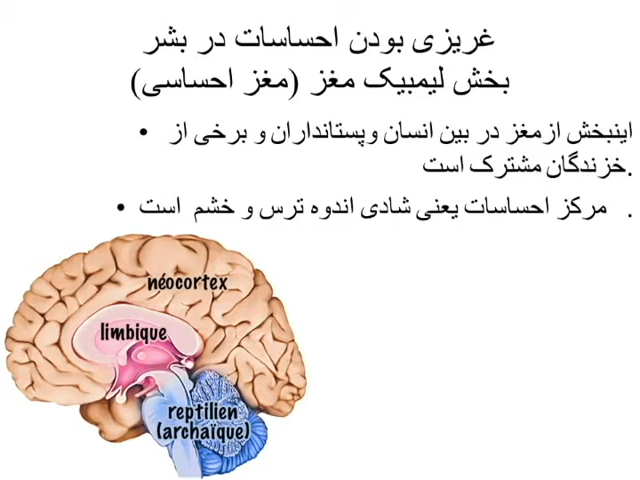 غریزی بودن احساسات در بشر
بخش لیمبیک مغز (مغز احساسی)
• اینبخش ازمغز در بین انسان وپستانداران و برخی از
خزندگان مشترک است.
• مرکز احساسات یعنی شادی اندوه ترس و خشم  است .
néocortex
limbique
reptilien
(archaïque)